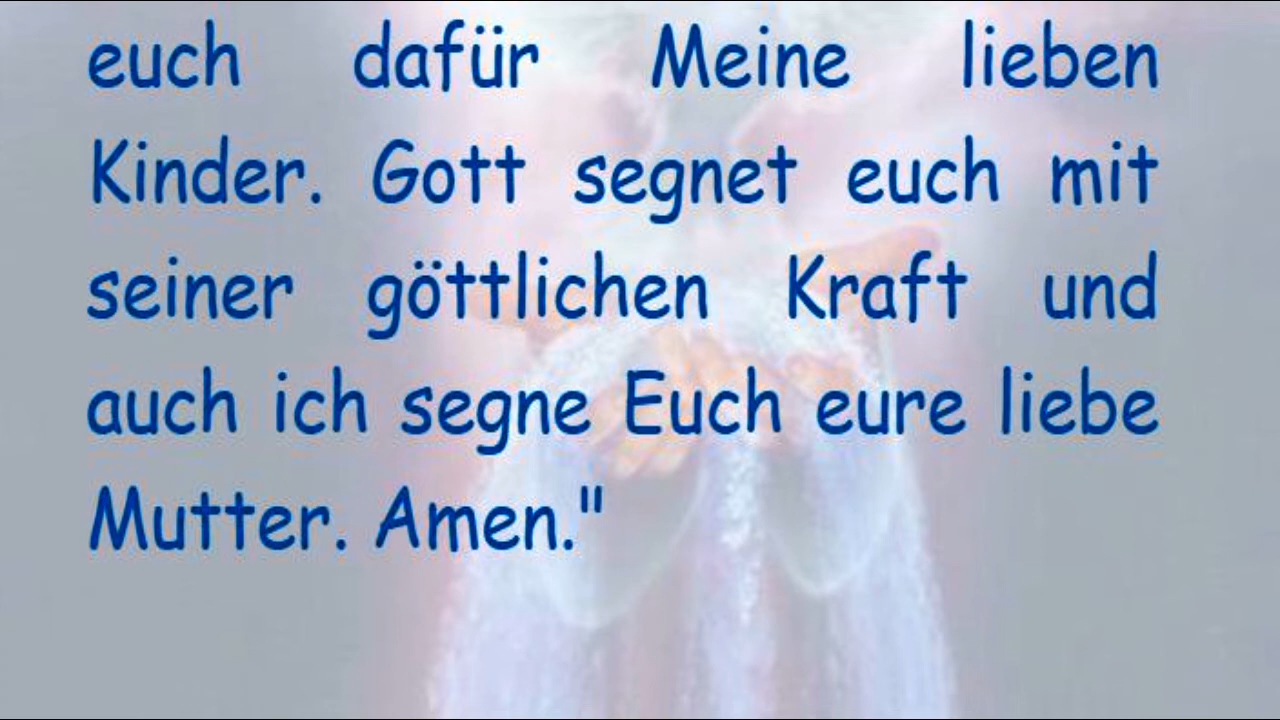 euch dafür Meine lieben
Kinder. Gott segnet euch mit
seiner göttlichen Kraft und
auch ich segne Euch eure liebe
Mutter. Amen."